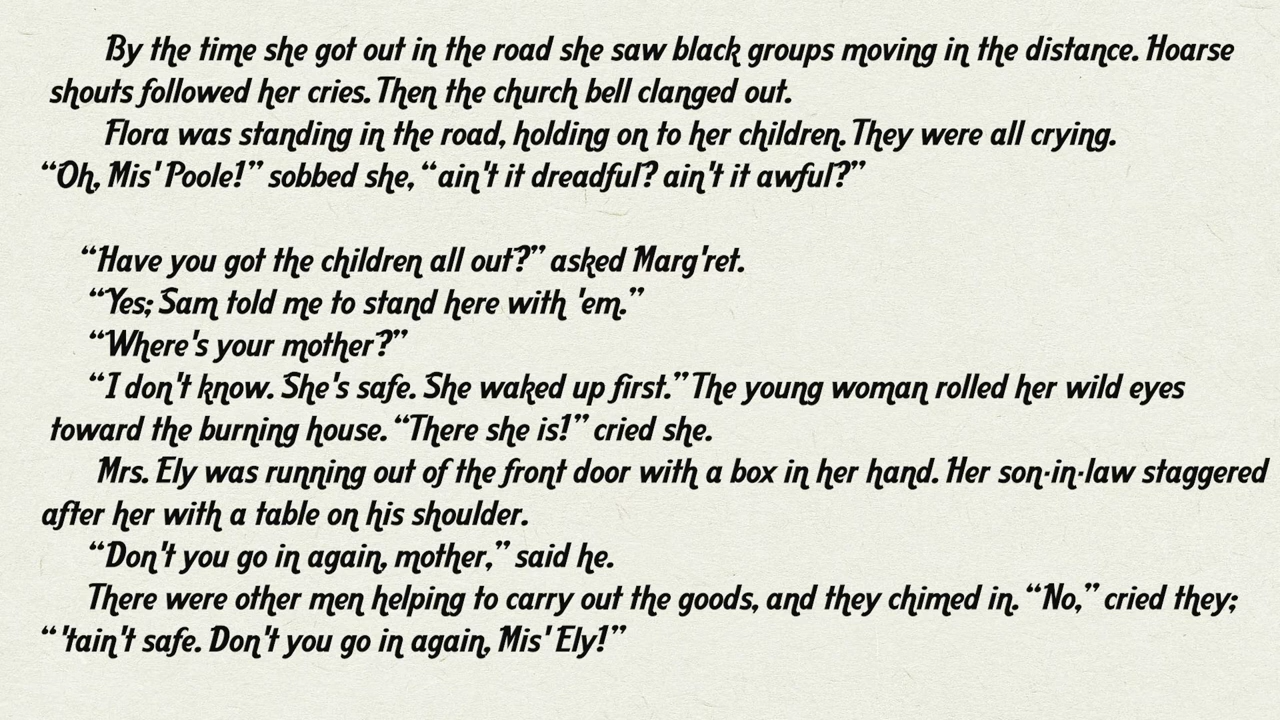 By the time she got out in the road she saw black groups moving in the distance. Hoarse
shouts followed her cries. Then the church bell clanged out.
Flora was standing in the road, holding on to her children. They were all crying.
“Oh, Mis' Poole!” sobbed she, “ain't it dreadful? ain't it awful?”
“Have you got the children all out?” asked Marg'ret.
“Yes; Sam told me to stand here with 'em.”
“Where's your mother?”
“I don't know. She's safe. She waked up first.” The young woman rolled her wild eyes
toward the burning house. “There she is!” cried she.
Mrs. Ely was running out of the front door with a box in her hand. Her son-in-law staggered
after her with a table on his shoulder.
“Don't you go in again, mother,” said he.
There were other men helping to carry out the goods, and they chimed in. “No,” cried they;
“'tain't safe. Don't you go in again, Mis' Ely!”